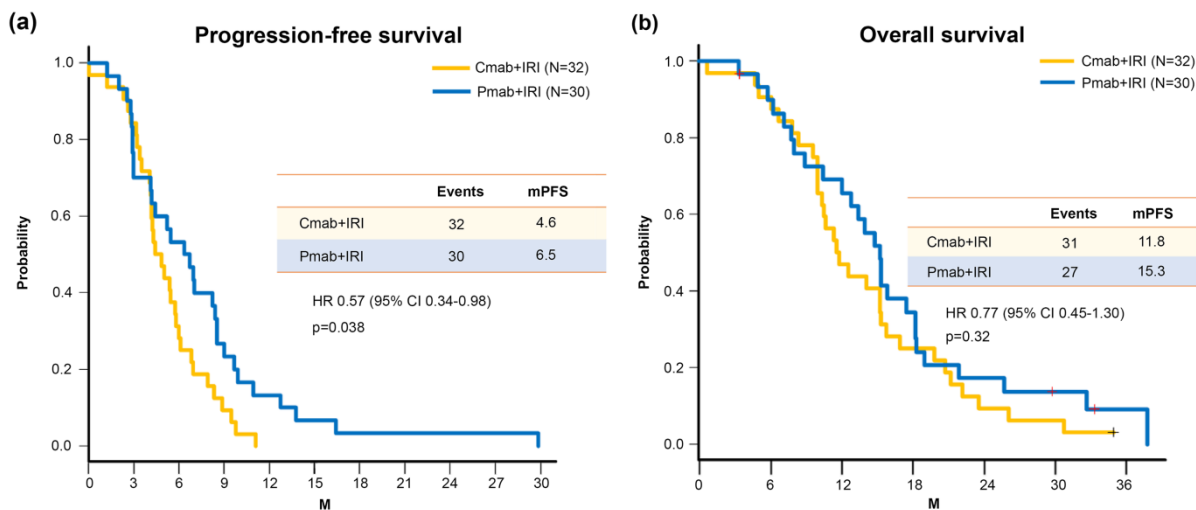 (a)
Progression-free survival
Cmab+IRI (N=32)
Pmab+IRI (N=30)
Probability
1.0
0.8
0.6
0.4
0.2
0.0
Events mPFS
Cmab+IRI 32 4.6
Pmab+IRI 30 6.5
HR 0.57 (95% CI 0.34-0.98)
p=0.038
0 3 6 9 12 15 18 21 24 27 30
M
(b)
Overall survival
Cmab+IRI (N=32)
Pmab+IRI (N=30)
Probability
1.0
0.8
0.6
0.4
0.2
0.0
Events mPFS
Cmab+IRI 31 11.8
Pmab+IRI 27 15.3
HR 0.77 (95% CI 0.45-1.30)
p=0.32
0 6 12 18 24 30 36
M